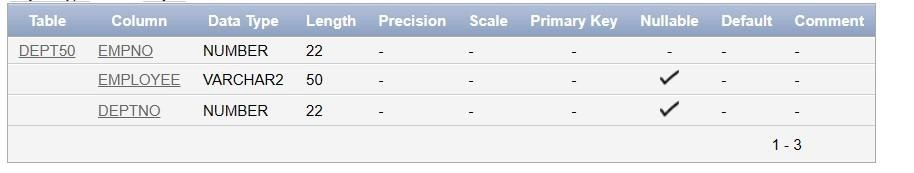 Table Column Data Type Length Precision Scale Primary Key Nullable Default Comment
DEPT50 EMPNO NUMBER 22 - - - - - -
EMPLOYEE VARCHAR2 50 - - - ✓ - -
DEPTNO NUMBER 22 - - - ✓ - -
1 - 3